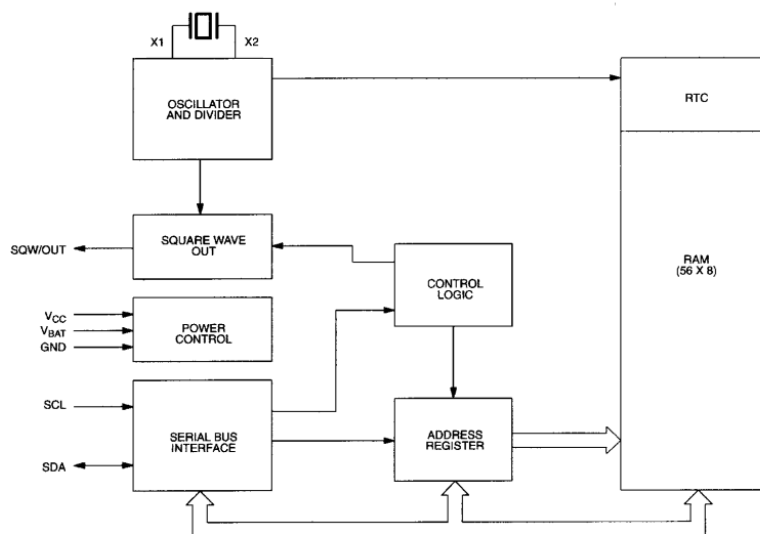 X1
X2
OSCILLATOR
AND DIVIDER
RTC
SQW/OUT
SQUARE WAVE
OUT
CONTROL
LOGIC
RAM
(56 X 8)
VCC
VBAT
GND
POWER
CONTROL
SCL
SDA
SERIAL BUS
INTERFACE
ADDRESS
REGISTER